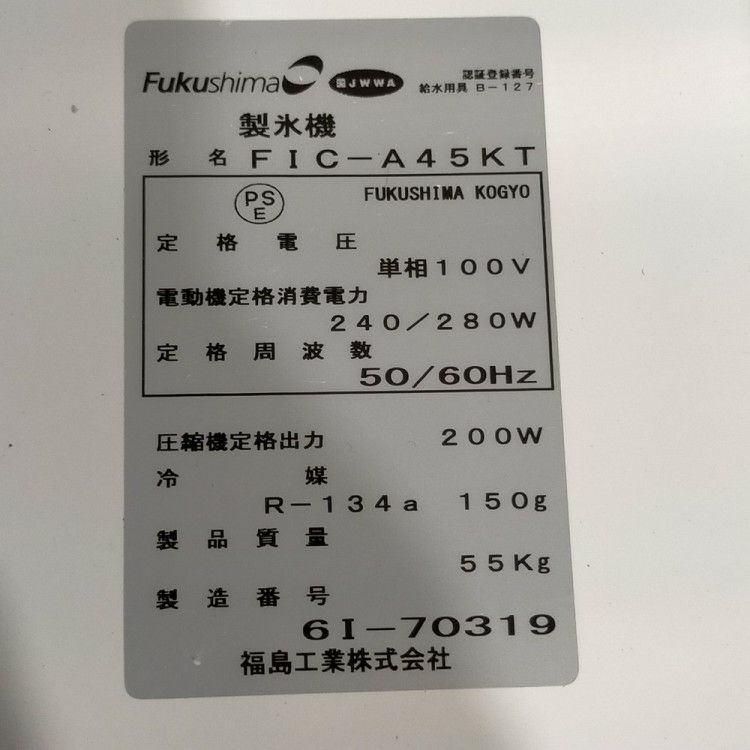 Fukushima JWWA 認証登録番号
給水用具 B-127
製氷機
形名 FIC-A45KT
PSE FUKUSHIMA KOGYO
定格電圧
単相100V
電動機定格消費電力
240/280W
定格周波数
50/60Hz
圧縮機定格出力 200W
冷媒
R-134a 150g
製品質量
55Kg
製造番号
6I-70319
福島工業株式会社